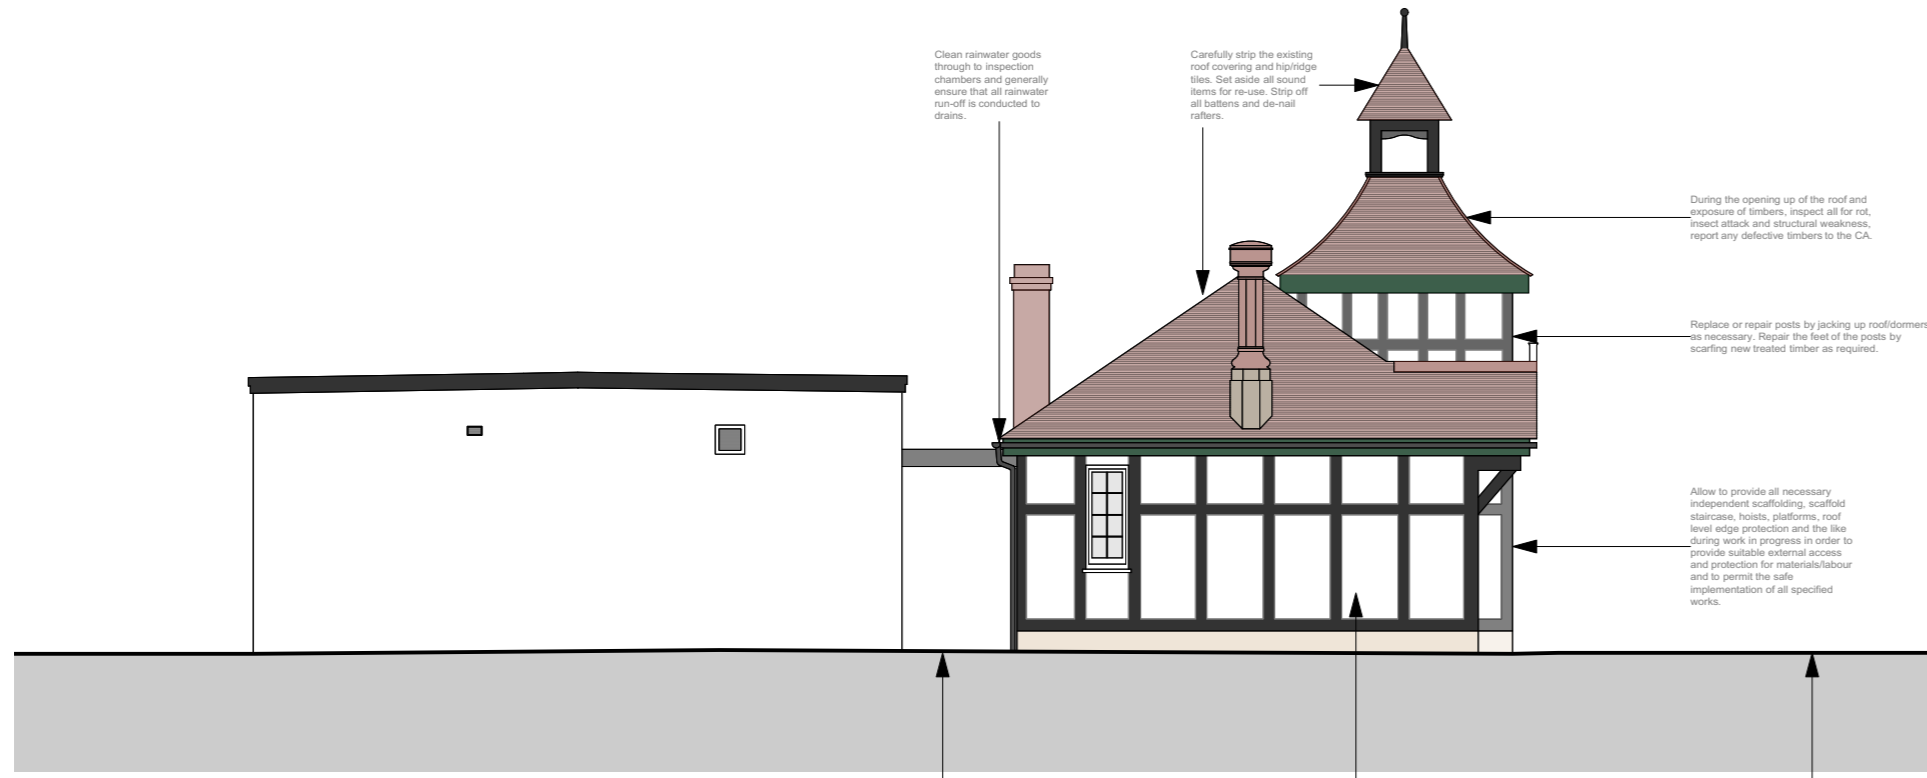 Clean rainwater goods
through to inspection
chambers and generally
ensure that all rainwater
run-off is conducted to
drains.
Carefully strip the existing
roof covering and hip/ridge
tiles. Set aside all sound
items for re-use. Strip off
all battens and de-nail
rafters.
During the opening up of the roof and
exposure of timbers, inspect all for rot,
insect attack and structural weakness,
report any defective timbers to the CA.
Replace or repair posts by jacking up roof/dormers
as necessary. Repair the feet of the posts by
scarfing new treated timber as required.
Allow to provide all necessary
independent scaffolding, scaffold
staircase, hoists, platforms, roof
level edge protection and the like
during work in progress in order to
provide suitable external access
and protection for materials/labour
and to permit the safe
implementation of all specified
works.